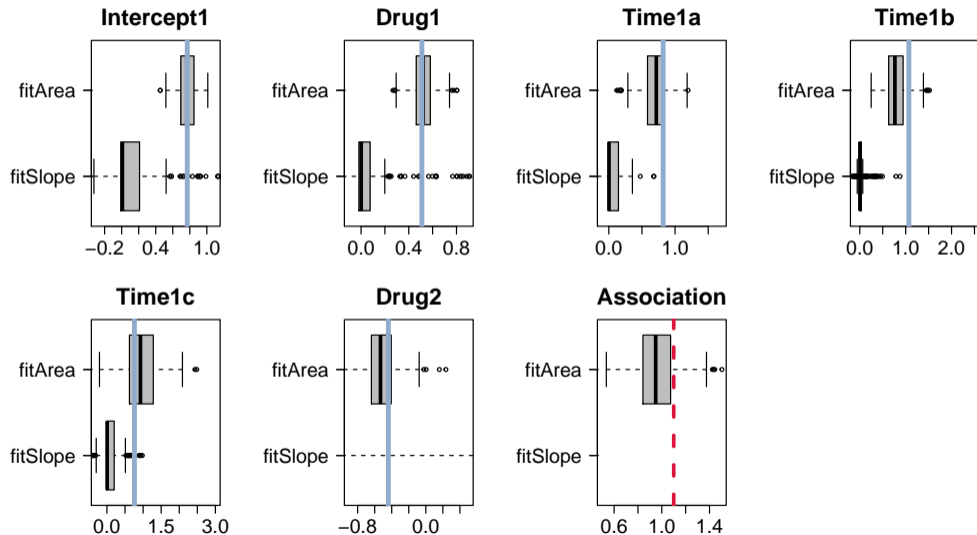 Intercept1
fitArea
fitSlope
−0.2 0.4 1.0
Drug1
fitArea
fitSlope
0.0 0.4 0.8
Time1a
fitArea
fitSlope
0.0 1.0
Time1b
fitArea
fitSlope
0.0 1.0 2.0
Time1c
fitArea
fitSlope
0.0 1.5 3.0
Drug2
fitArea
fitSlope
−0.8 0.0
Association
fitArea
fitSlope
0.6 1.0 1.4